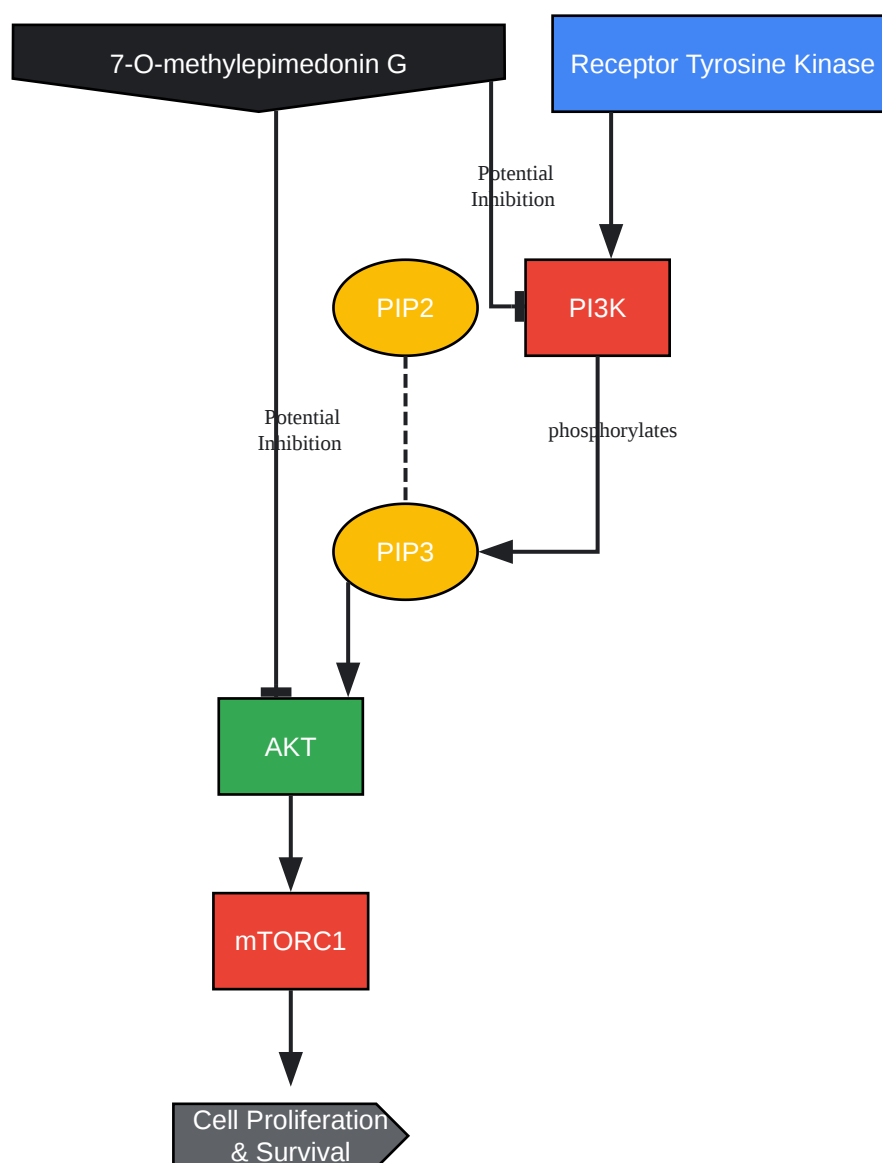 7-O-methylepimedonin G
Receptor Tyrosine Kinase
Potential
Inhibition
PIP2
PI3K
Potential
Inhibition
phosphorylates
PIP3
AKT
mTORC1
Cell Proliferation
& Survival